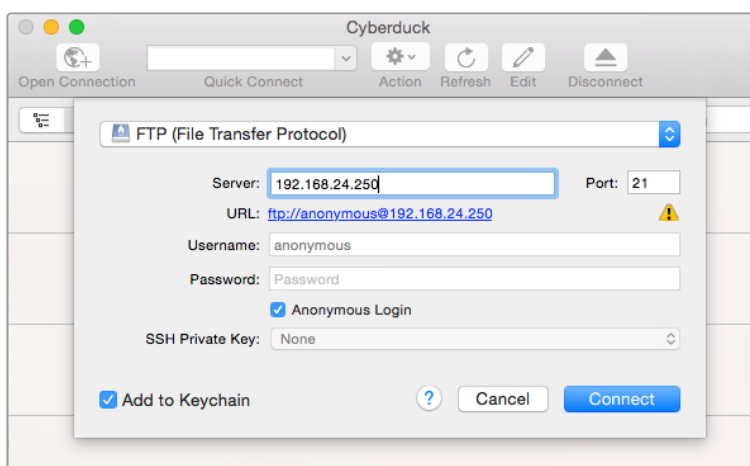 Cyberduck
Open Connection Quick Connect Action Refresh Edit Disconnect
FTP (File Transfer Protocol)
Server: 192.168.24.250 Port: 21
URL: ftp://anonymous@192.168.24.250
Username: anonymous
Password: Password
Anonymous Login
SSH Private Key: None
Add to Keychain ? Cancel Connect